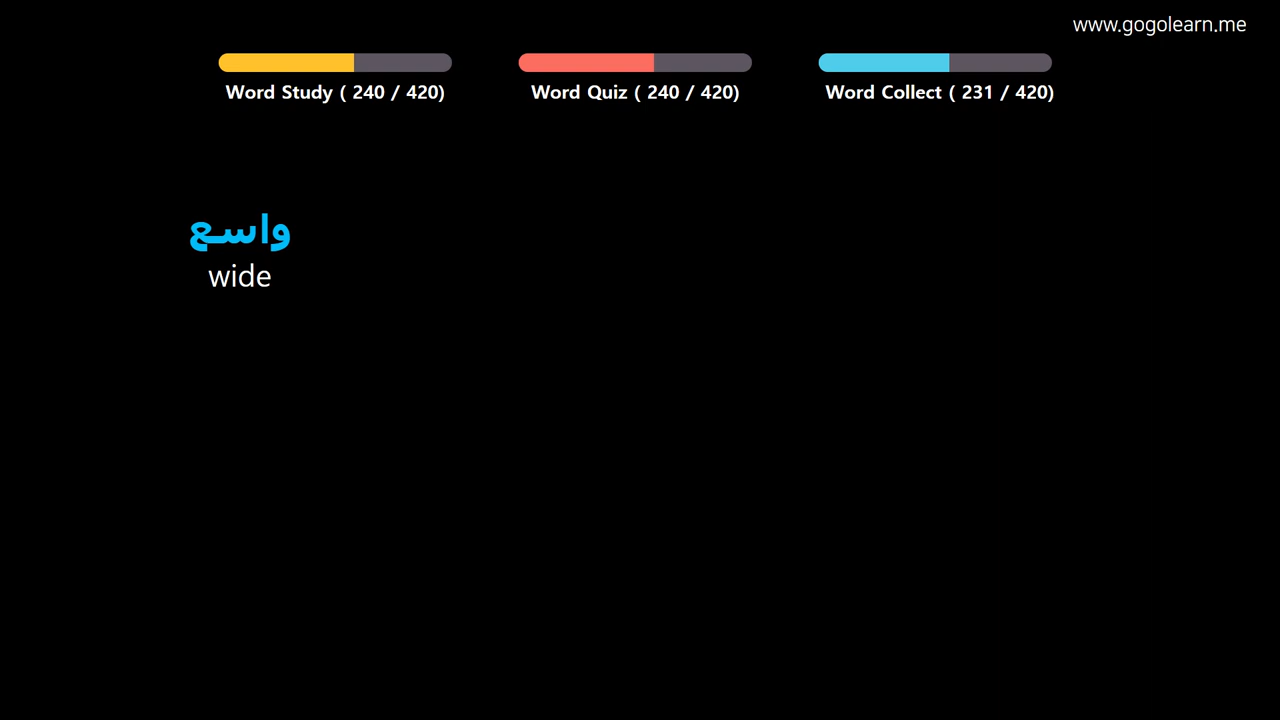 www.gogolearn.me
Word Study ( 240 / 420)
Word Quiz ( 240 / 420)
Word Collect ( 231 / 420)
واسع
wide